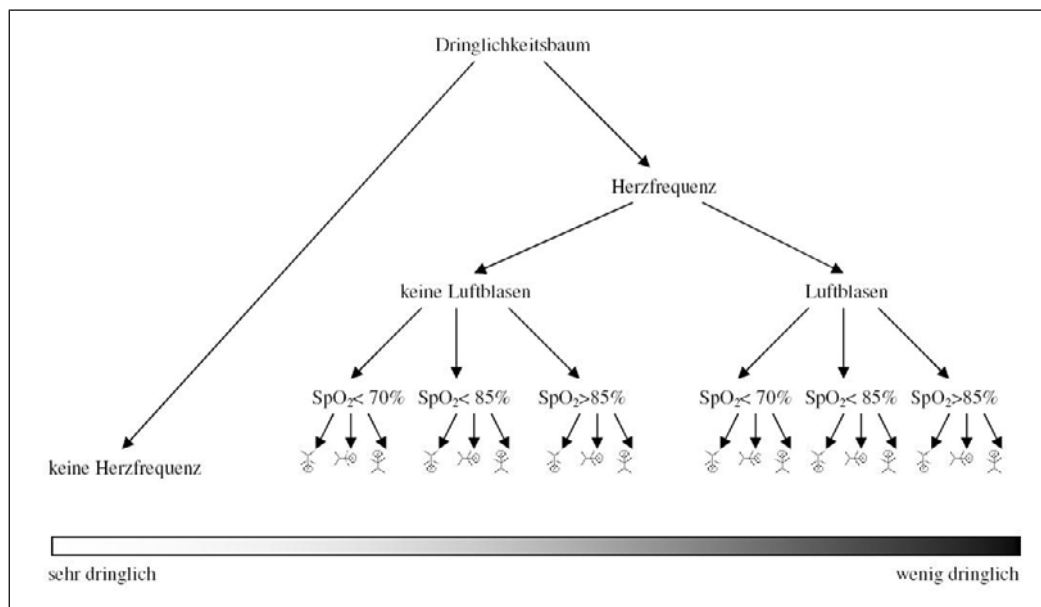 Dringlichkeitsbaum
Herzfrequenz
keine Luftblasen Luftblasen
SpO₂< 70% SpO₂< 85% SpO₂>85% SpO₂< 70% SpO₂< 85% SpO₂>85%
keine Herzfrequenz
sehr dringlich wenig dringlich